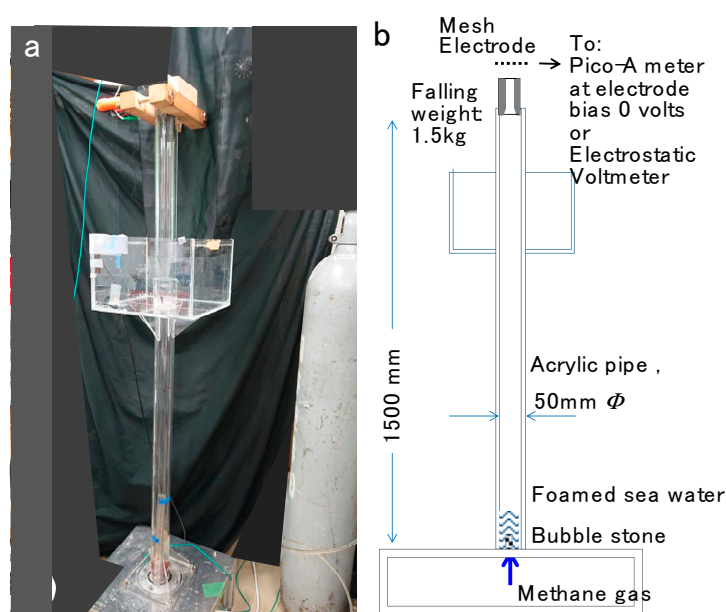 a
b
Mesh
Electrode
To:
Pico-A meter
at electrode
bias 0 volts
or
Electrostatic
Voltmeter
Falling
weight:
1.5kg
1500 mm
Acrylic pipe ,
50mm Φ
Foamed sea water
Bubble stone
Methane gas